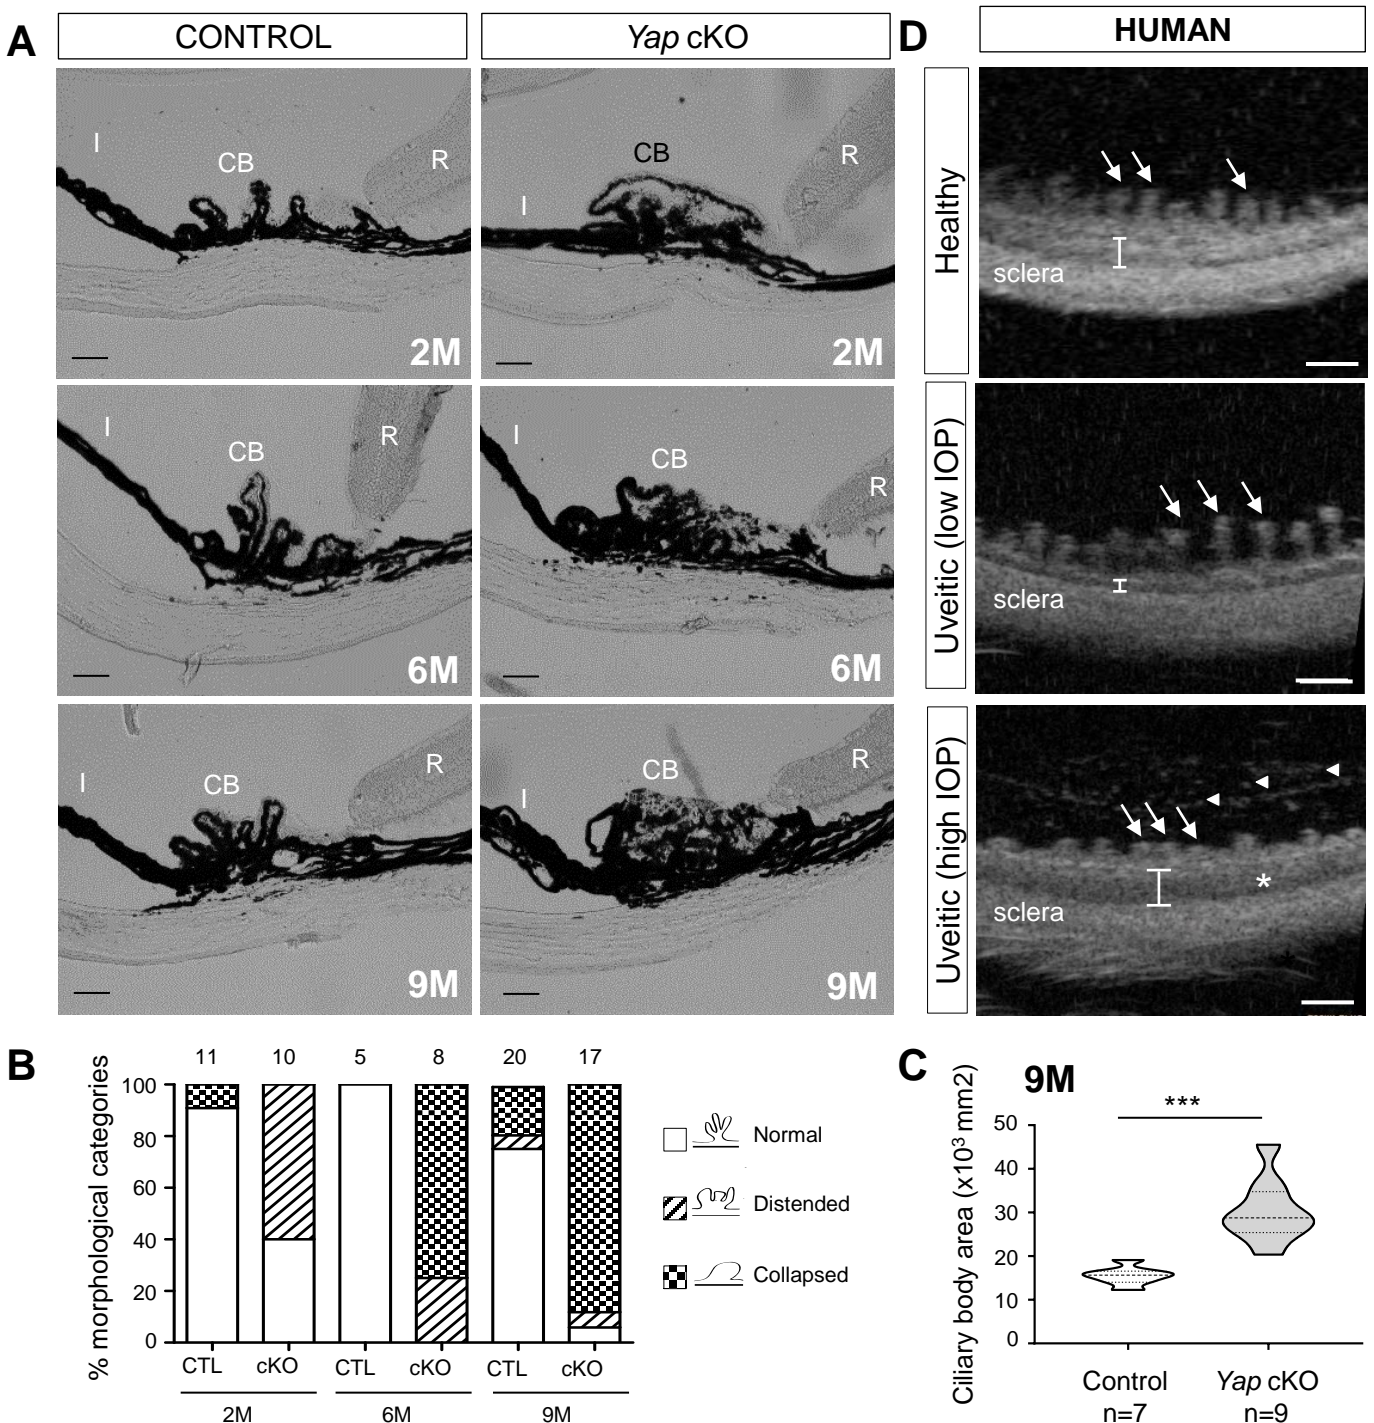 A
CONTROL
Yap cKO
I
CB
R
2M
I
CB
R
2M
I
CB
R
6M
I
CB
R
6M
I
CB
R
9M
I
CB
R
9M
D
HUMAN
Healthy
sclera
Uveitic (low IOP)
sclera
Uveitic (high IOP)
sclera
*
B
% morphological categories
11 10 5 8 20 17
100
80
60
40
20
0
CTL cKO CTL cKO CTL cKO
2M 6M 9M
Normal
Distended
Collapsed
C
9M
***
Ciliary body area (x10³ mm2)
50
40
30
20
10
0
Control Yap cKO
n=7 n=9